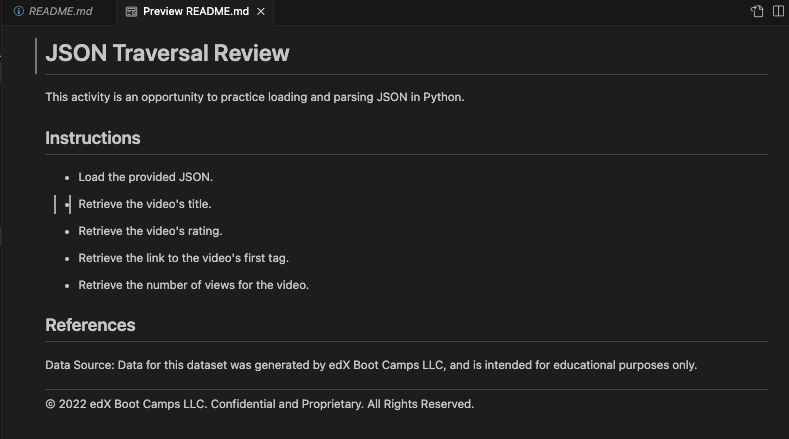 README.md
Preview README.md
JSON Traversal Review
This activity is an opportunity to practice loading and parsing JSON in Python.
Instructions
Load the provided JSON.
Retrieve the video's title.
Retrieve the video's rating.
Retrieve the link to the video's first tag.
Retrieve the number of views for the video.
References
Data Source: Data for this dataset was generated by edX Boot Camps LLC, and is intended for educational purposes only.
© 2022 edX Boot Camps LLC. Confidential and Proprietary. All Rights Reserved.